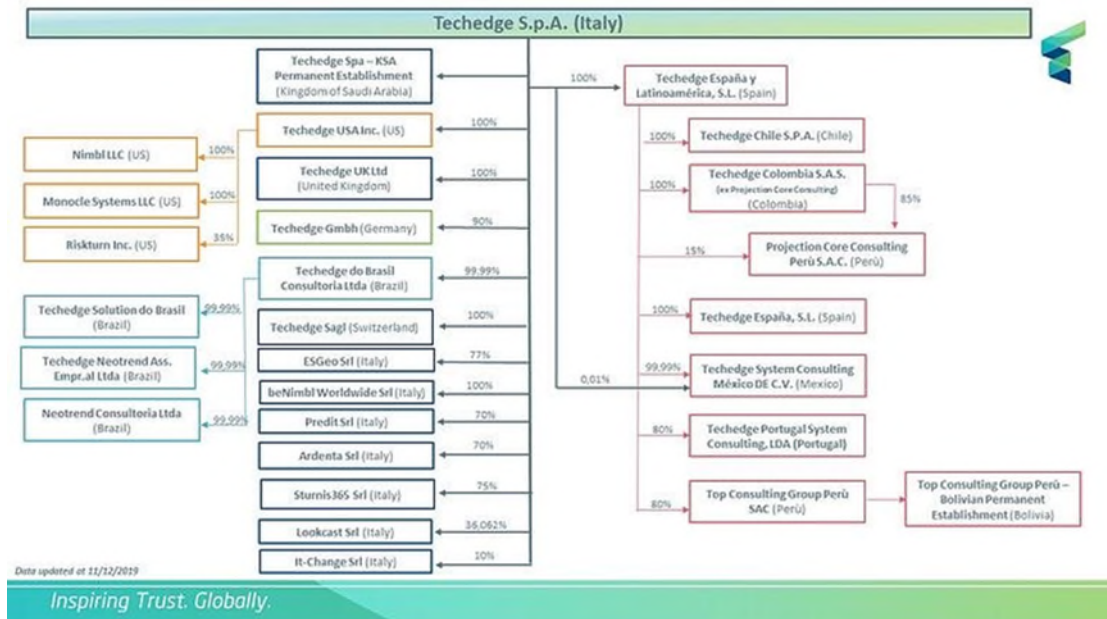 Techedge S.p.A. (Italy)
Techedge Spa – KSA
Permanent Establishment
(Kingdom of Saudi Arabia)
100%
Techedge USA Inc. (US)
100%
Nimbl LLC (US)
100%
Monocle Systems LLC (US)
35%
Riskturn Inc. (US)
100%
Techedge UK Ltd
(United Kingdom)
90%
Techedge Gmbh (Germany)
99,99%
Techedge do Brasil
Consultoria Ltda (Brazil)
99,99%
Techedge Solution do Brasil
(Brazil)
99,99%
Techedge Neotrend Ass.
Empr.al Ltda (Brazil)
99,99%
Neotrend Consultoria Ltda
(Brazil)
100%
Techedge Sagl (Switzerland)
77%
ESGeo Srl (Italy)
100%
beNimbl Worldwide Srl (Italy)
70%
Predit Srl (Italy)
70%
Ardenta Srl (Italy)
75%
Sturnis365 Srl (Italy)
36,062%
Lookcast Srl (Italy)
10%
It-Change Srl (Italy)
100%
Techedge España y
Latinoamérica, S.L. (Spain)
100%
Techedge Chile S.P.A. (Chile)
100%
Techedge Colombia S.A.S.
(ex Projection Core Consulting)
(Colombia)
85%
15%
Projection Core Consulting
Perù S.A.C. (Perù)
100%
Techedge España, S.L. (Spain)
99,99%
0,01%
Techedge System Consulting
México DE C.V. (Mexico)
80%
Techedge Portugal System
Consulting, LDA (Portugal)
80%
Top Consulting Group Perù
SAC (Perù)
Top Consulting Group Perù –
Bolivian Permanent
Establishment (Bolivia)
Data updated at 11/12/2019
Inspiring Trust. Globally.